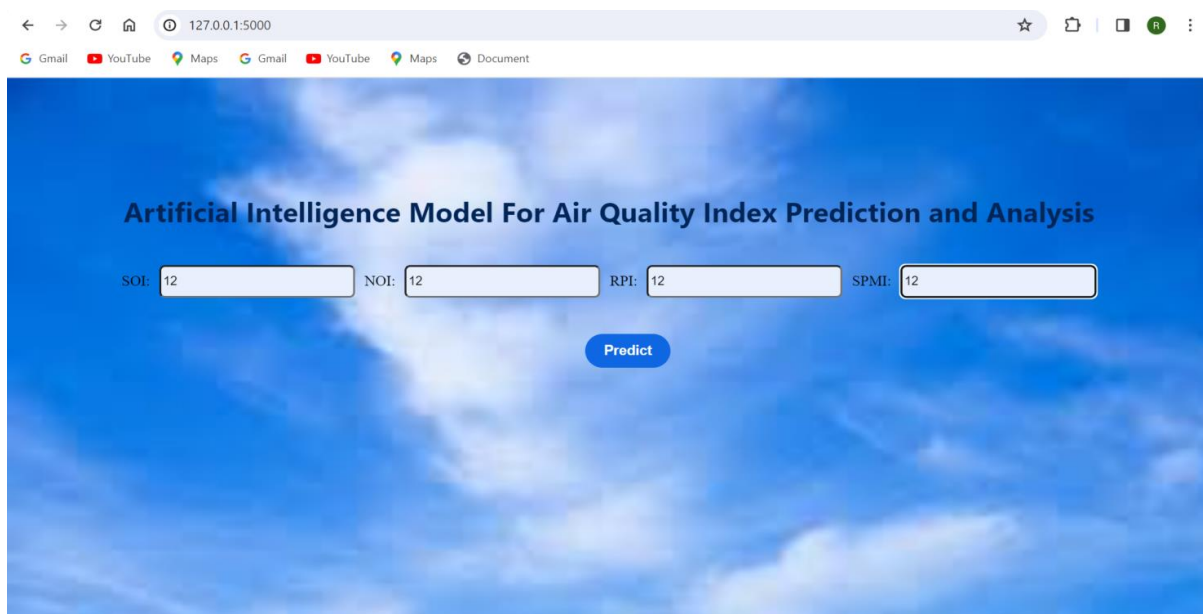 127.0.0.1:5000
R
Gmail YouTube Maps Gmail YouTube Maps Document
Artificial Intelligence Model For Air Quality Index Prediction and Analysis
SOI: 12 NOI: 12 RPI: 12 SPMI: 12
Predict